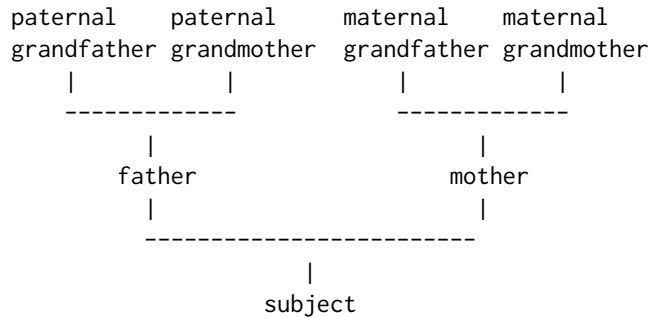 paternal paternal maternal maternal
grandfather grandmother grandfather grandmother
father mother
subject